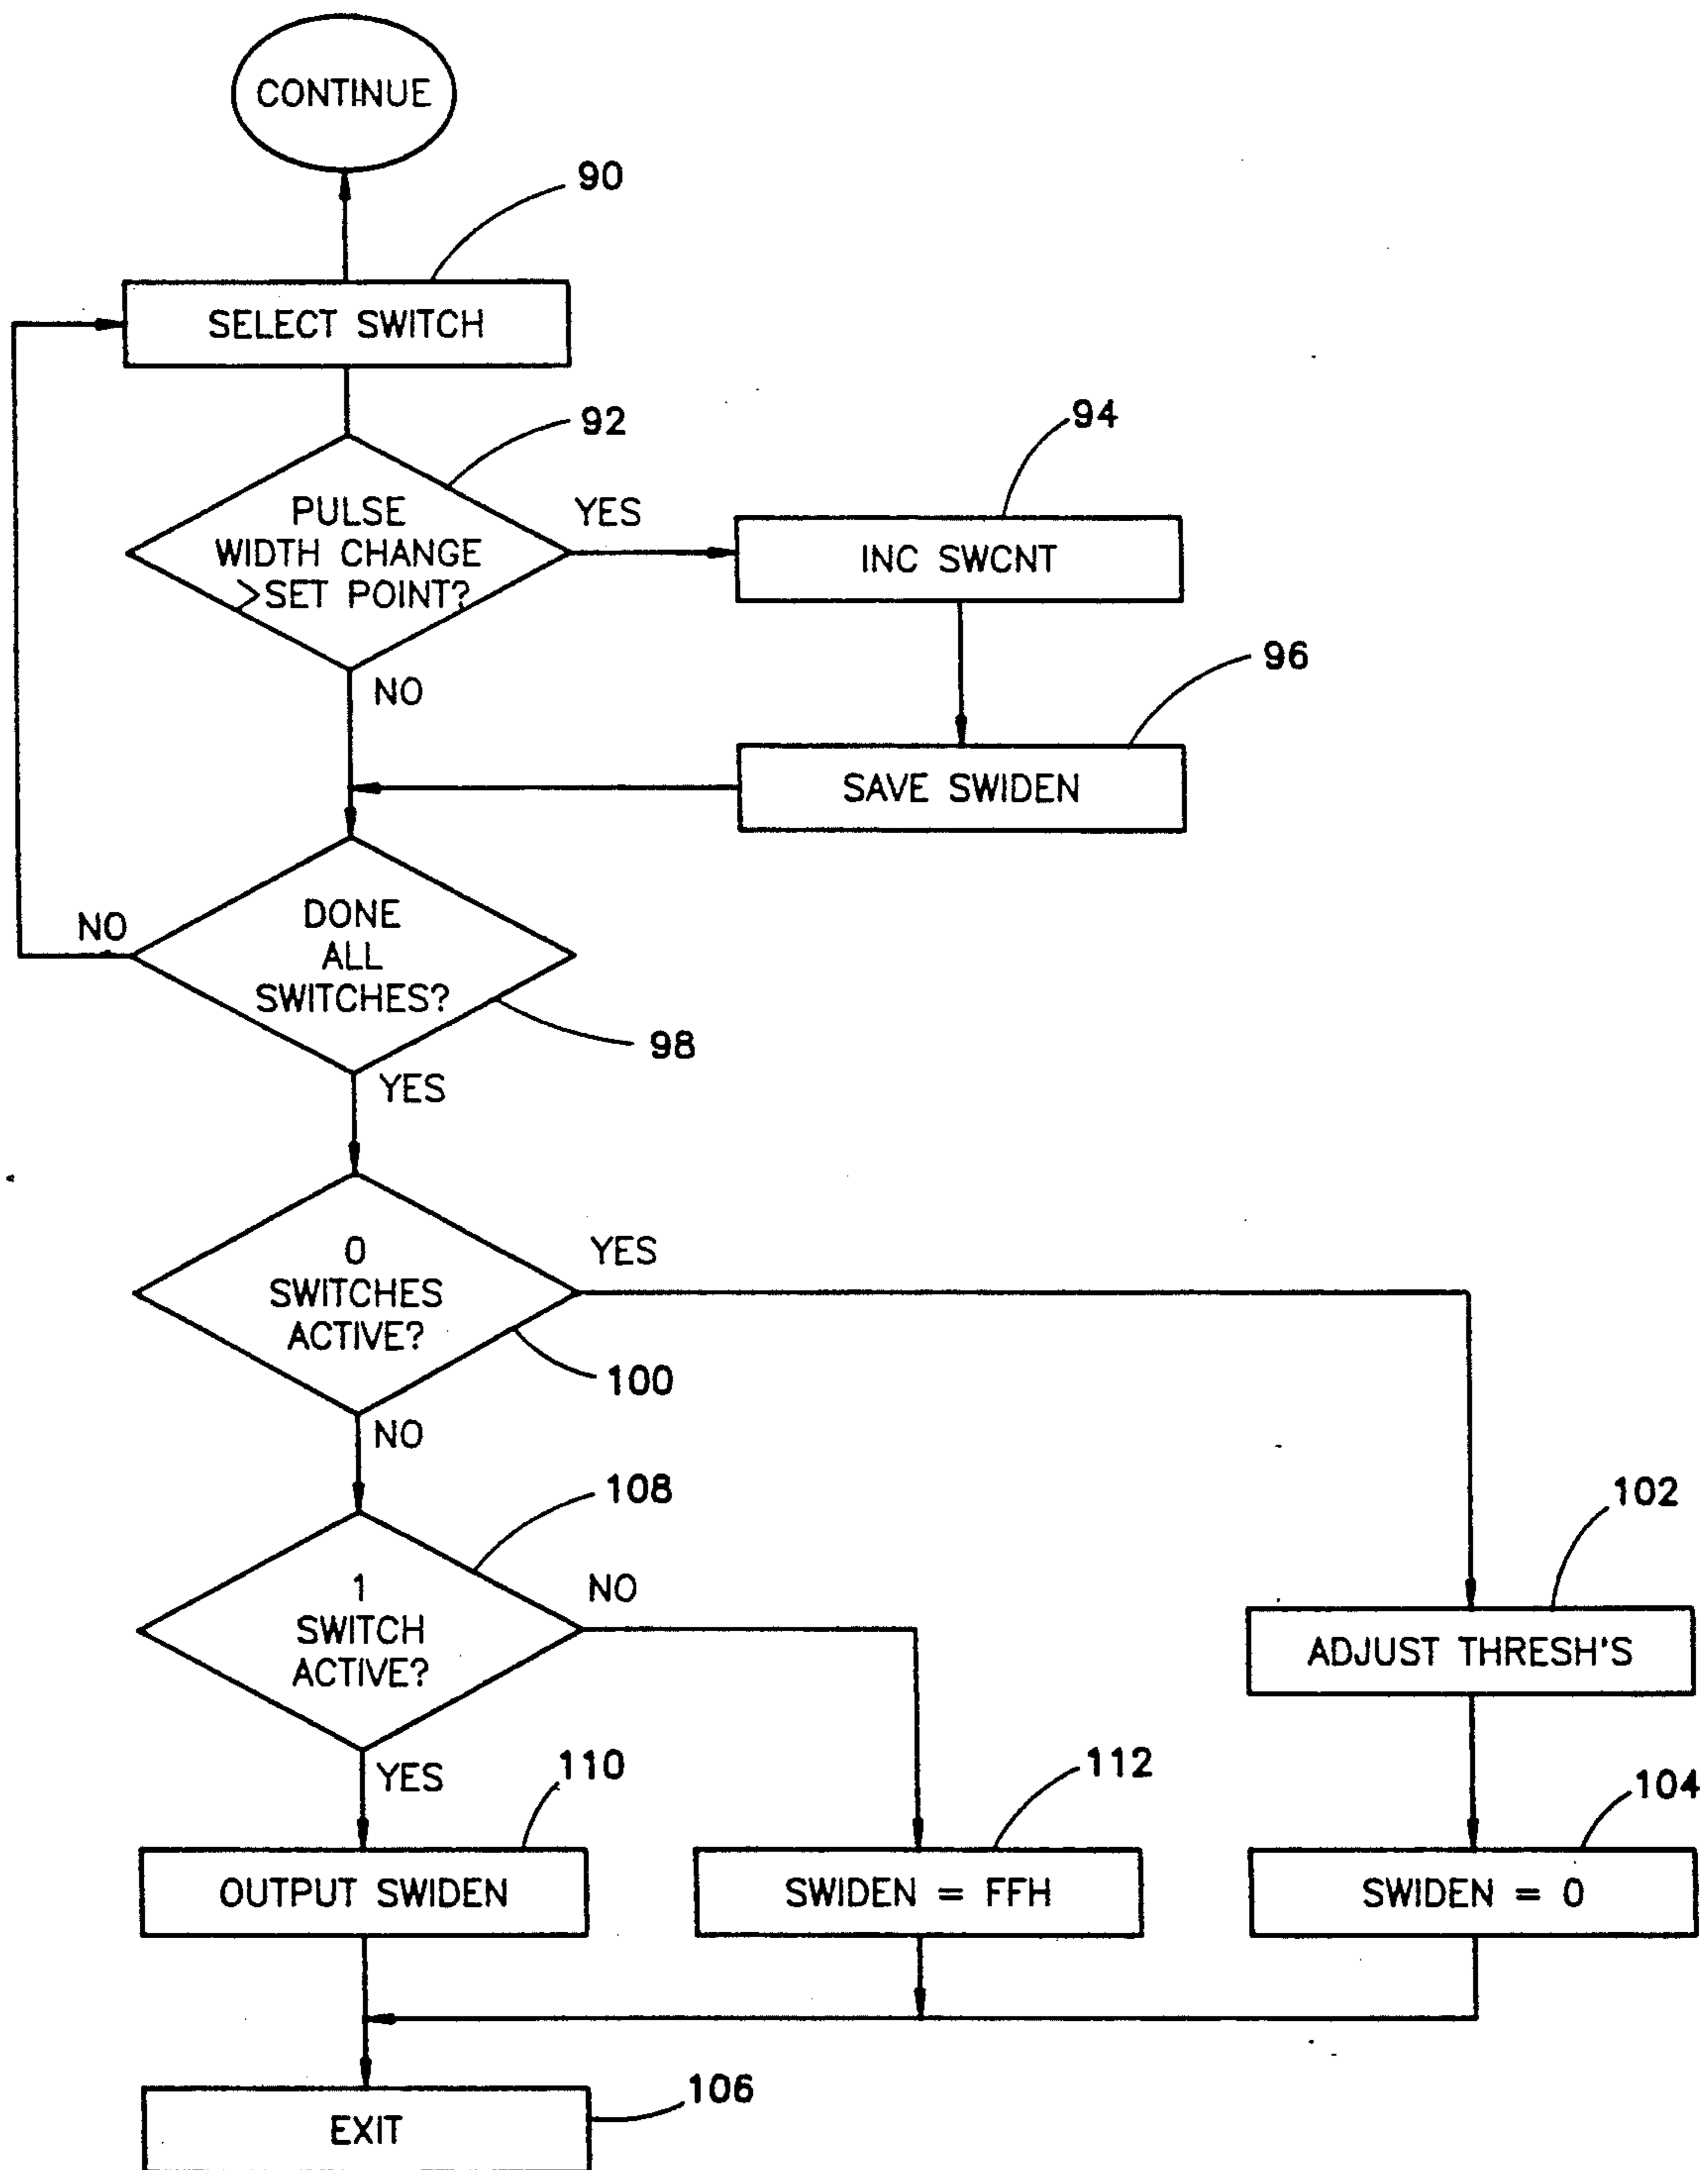 CONTINUE
90
SELECT SWITCH
92
94
PULSE
WIDTH CHANGE
>SET POINT?
YES
INC SWCNT
96
NO
SAVE SWIDEN
DONE
ALL
SWITCHES?
NO
98
YES
0
SWITCHES
ACTIVE?
YES
100
NO
108
102
1
SWITCH
ACTIVE?
NO
ADJUST THRESH'S
YES
110
112
104
OUTPUT SWIDEN
SWIDEN = FFH
SWIDEN = 0
106
EXIT